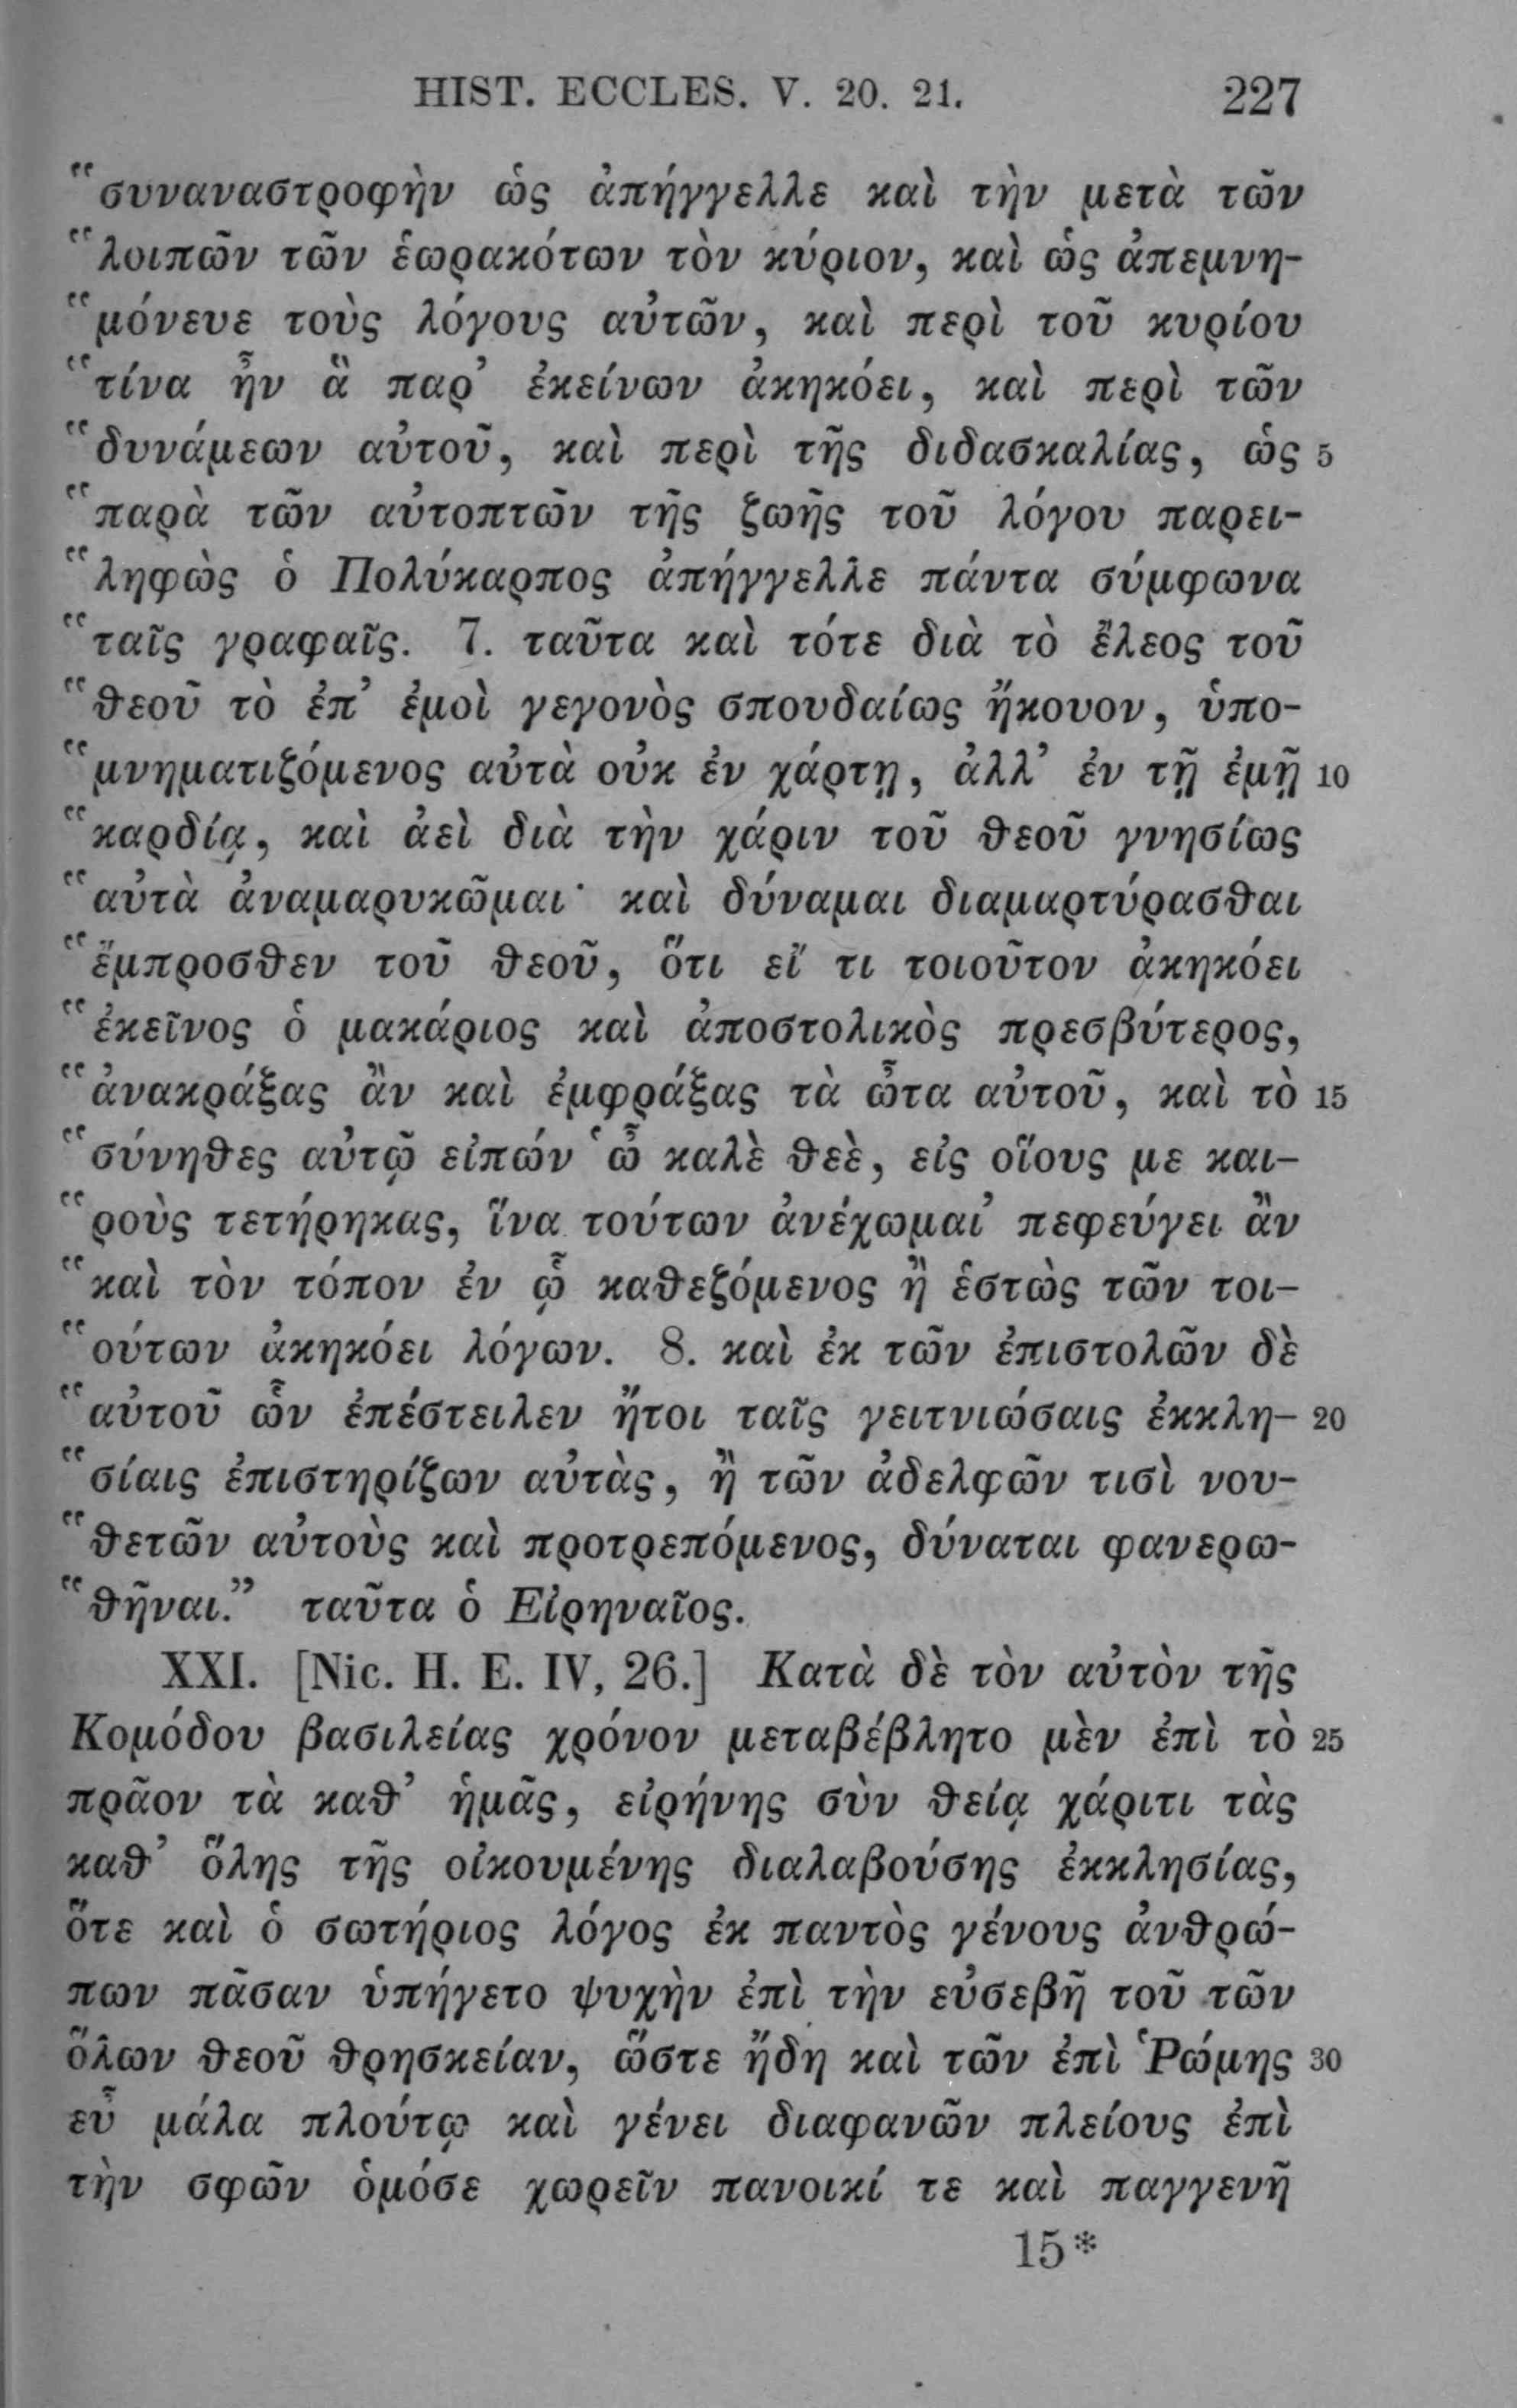 HIST. ECCLES. V. 20. 21. 227
“συναναστροφὴν ὡς ἀπήγγελλε καὶ τὴν μετὰ τῶν
“λοιπῶν τῶν ἑωρακότων τὸν κύριον, καὶ ὡς ἀπεμνη-
“μόνευε τοὺς λόγους αὐτῶν, καὶ περὶ τοῦ κυρίου
“τίνα ἦν ἃ παρ’ ἐκείνων ἀκηκόει, καὶ περὶ τῶν
“δυνάμεων αὐτοῦ, καὶ περὶ τῆς διδασκαλίας, ὡς 5
“παρὰ τῶν αὐτοπτῶν τῆς ζωῆς τοῦ λόγου παρει-
“ληφὼς ὁ Πολύκαρπος ἀπήγγελλε πάντα σύμφωνα
“ταῖς γραφαῖς. 7. ταῦτα καὶ τότε διὰ τὸ ἔλεος τοῦ
“θεοῦ τὸ ἐπ’ ἐμοὶ γεγονὸς σπουδαίως ἤκουον, ὑπο-
“μνηματιζόμενος αὐτὰ οὐκ ἐν χάρτῃ, ἀλλ’ ἐν τῇ ἐμῇ 10
“καρδίᾳ, καὶ ἀεὶ διὰ τὴν χάριν τοῦ θεοῦ γνησίως
“αὐτὰ ἀναμαρυκῶμαι· καὶ δύναμαι διαμαρτύρασθαι
“ἔμπροσθεν τοῦ θεοῦ, ὅτι εἴ τι τοιοῦτον ἀκηκόει
“ἐκεῖνος ὁ μακάριος καὶ ἀποστολικὸς πρεσβύτερος,
“ἀνακράξας ἂν καὶ ἐμφράξας τὰ ὦτα αὐτοῦ, καὶ τὸ 15
“σύνηθες αὐτῷ εἰπών ‘ὦ καλὲ θεὲ, εἰς οἵους με και-
“ροὺς τετήρηκας, ἵνα τούτων ἀνέχωμαι’ πεφεύγει ἂν
“καὶ τὸν τόπον ἐν ᾧ καθεζόμενος ἢ ἑστὼς τῶν τοι-
“ούτων ἀκηκόει λόγων. 8. καὶ ἐκ τῶν ἐπιστολῶν δὲ
“αὐτοῦ ὧν ἐπέστειλεν ἤτοι ταῖς γειτνιώσαις ἐκκλη- 20
“σίαις ἐπιστηρίζων αὐτὰς, ἢ τῶν ἀδελφῶν τισὶ νου-
“θετῶν αὐτοὺς καὶ προτρεπόμενος, δύναται φανερω-
“θῆναι.” ταῦτα ὁ Εἰρηναῖος.
XXI. [Nic. H. E. IV, 26.] Κατὰ δὲ τὸν αὐτὸν τῆς
Κομόδου βασιλείας χρόνον μεταβέβλητο μὲν ἐπὶ τὸ 25
πρᾶον τὰ καθ’ ἡμᾶς, εἰρήνης σὺν θείᾳ χάριτι τὰς
καθ’ ὅλης τῆς οἰκουμένης διαλαβούσης ἐκκλησίας,
ὅτε καὶ ὁ σωτήριος λόγος ἐκ παντὸς γένους ἀνθρώ-
πων πᾶσαν ὑπήγετο ψυχὴν ἐπὶ τὴν εὐσεβῆ τοῦ τῶν
ὅλων θεοῦ θρησκείαν, ὥστε ἤδη καὶ τῶν ἐπὶ Ῥώμης 30
εὖ μάλα πλούτῳ καὶ γένει διαφανῶν πλείους ἐπὶ
τὴν σφῶν ὁμόσε χωρεῖν πανοικί τε καὶ παγγενῆ
15*